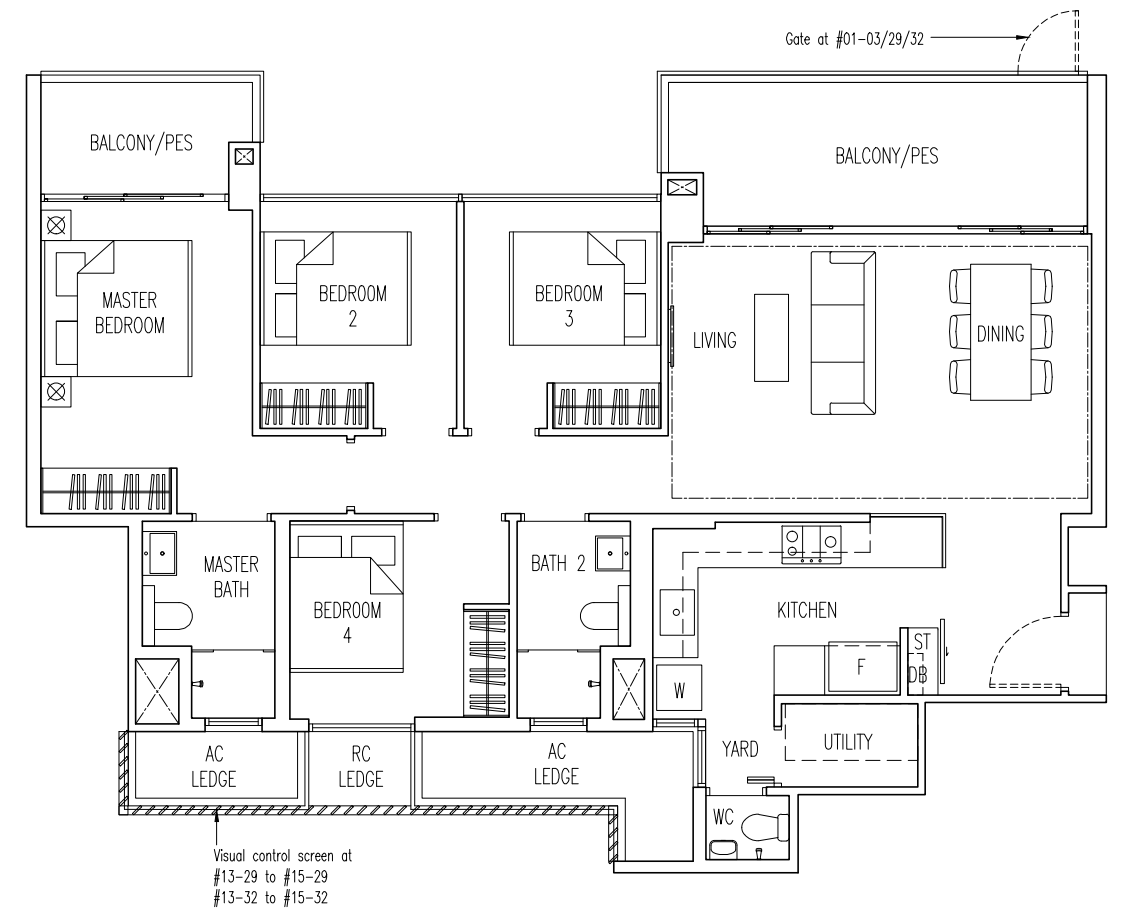 Gate at #01-03/29/32
BALCONY/PES
BALCONY/PES
MASTER
BEDROOM
BEDROOM
2
BEDROOM
3
LIVING
DINING
MASTER
BATH
BEDROOM
4
BATH 2
KITCHEN
ST
DB
F
W
YARD
UTILITY
AC
LEDGE
RC
LEDGE
AC
LEDGE
WC
Visual control screen at
#13-29 to #15-29
#13-32 to #15-32